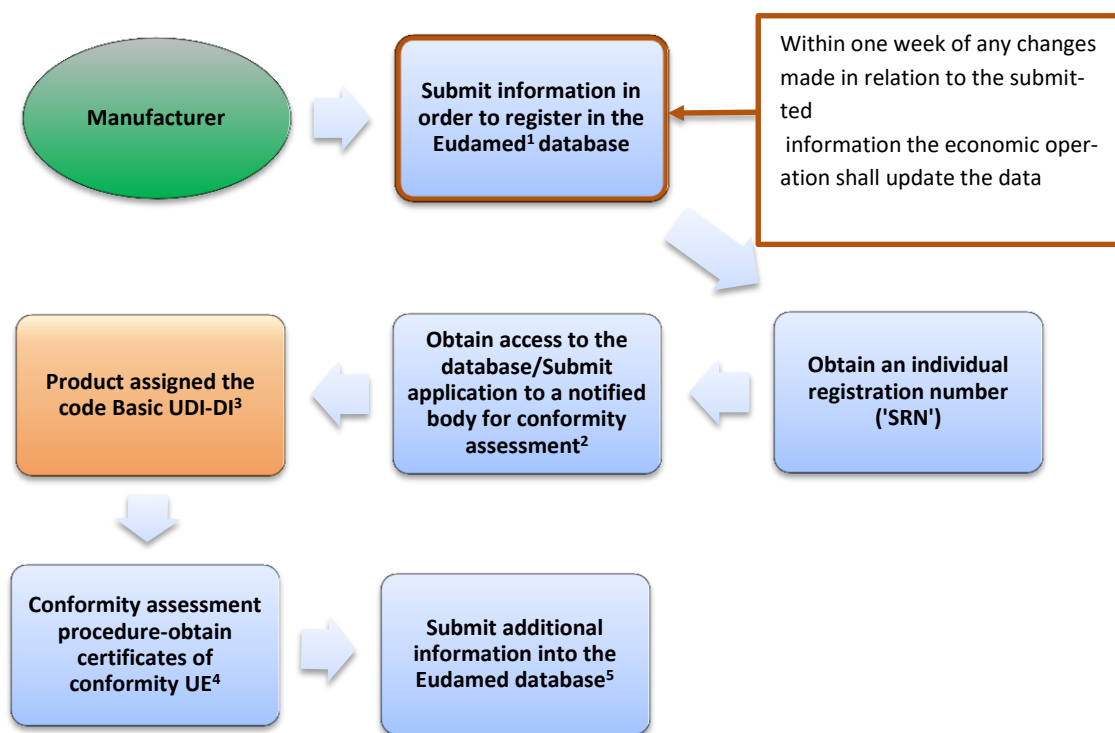 Manufacturer
Submit information in
order to register in the
Eudamed¹ database
Within one week of any changes
made in relation to the submit-
ted
information the economic oper-
ation shall update the data
Obtain an individual
registration number
('SRN')
Obtain access to the
database/Submit
application to a notified
body for conformity
assessment²
Product assigned the
code Basic UDI-DI³
Conformity assessment
procedure-obtain
certificates of
conformity UE⁴
Submit additional
information into the
Eudamed database⁵